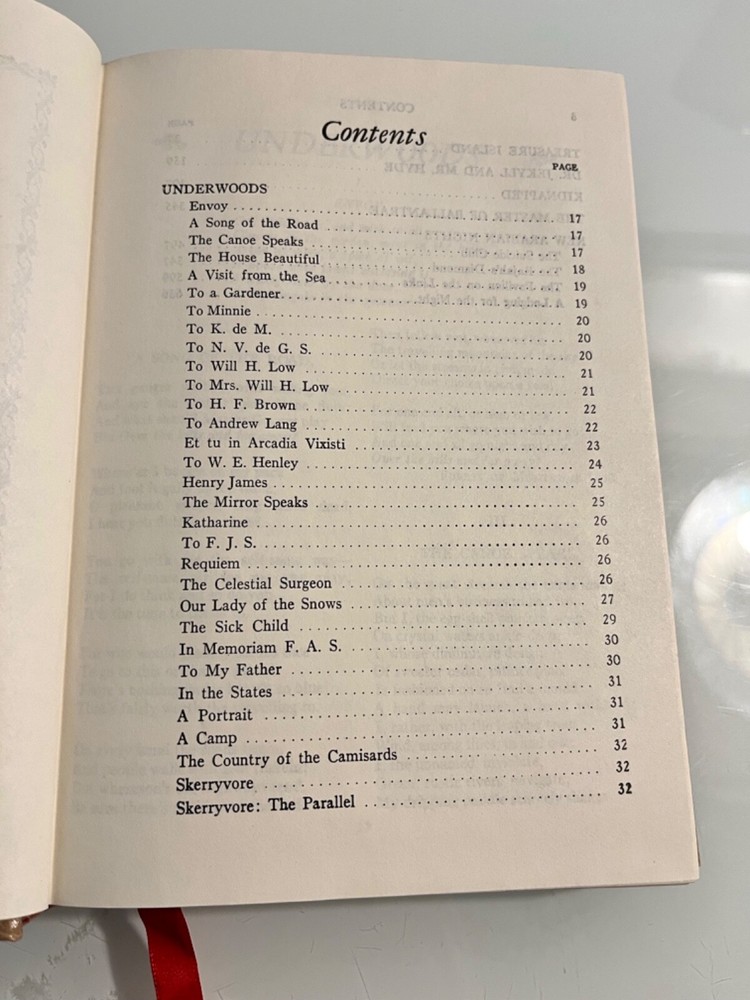 Contents
PAGE
UNDERWOODS
Envoy ........ 17
A Song of the Road ........ 17
The Canoe Speaks ........ 17
The House Beautiful ........ 18
A Visit from the Sea ........ 19
To a Gardener ........ 19
To Minnie ........ 20
To K. de M. ........ 20
To N. V. de G. S. ........ 20
To Will H. Low ........ 21
To Mrs. Will H. Low ........ 21
To H. F. Brown ........ 22
To Andrew Lang ........ 22
Et tu in Arcadia Vixisti ........ 23
To W. E. Henley ........ 24
Henry James ........ 25
The Mirror Speaks ........ 25
Katharine ........ 26
To F. J. S. ........ 26
Requiem ........ 26
The Celestial Surgeon ........ 26
Our Lady of the Snows ........ 27
The Sick Child ........ 29
In Memoriam F. A. S. ........ 30
To My Father ........ 30
In the States ........ 31
A Portrait ........ 31
A Camp ........ 31
The Country of the Camisards ........ 32
Skerryvore ........ 32
Skerryvore: The Parallel ........ 32